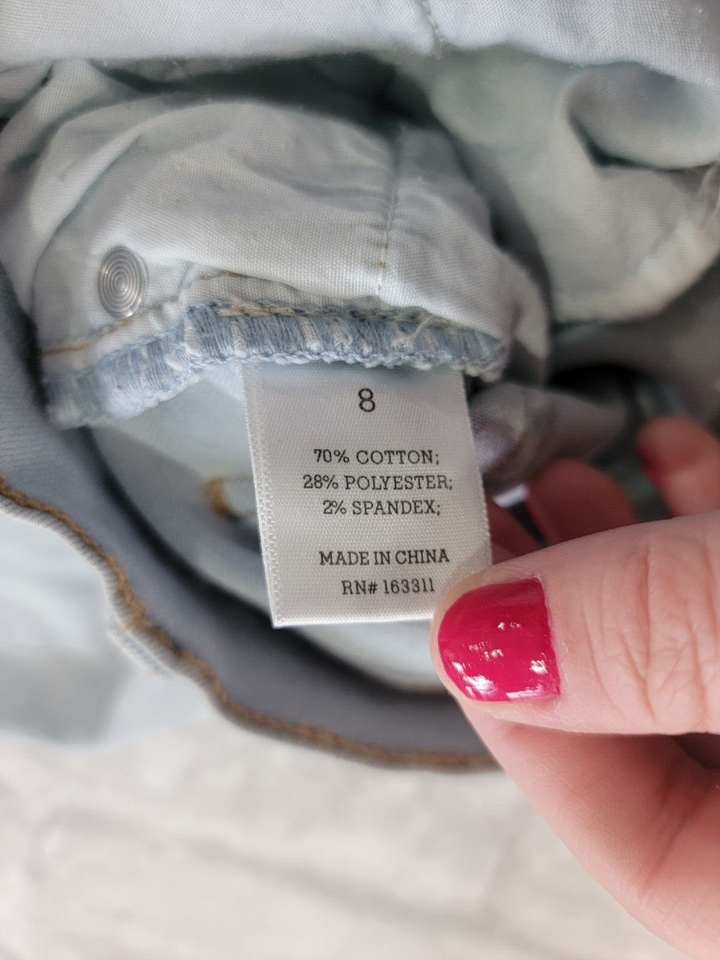 8
70% COTTON;
28% POLYESTER;
2% SPANDEX;
MADE IN CHINA
RN# 163311